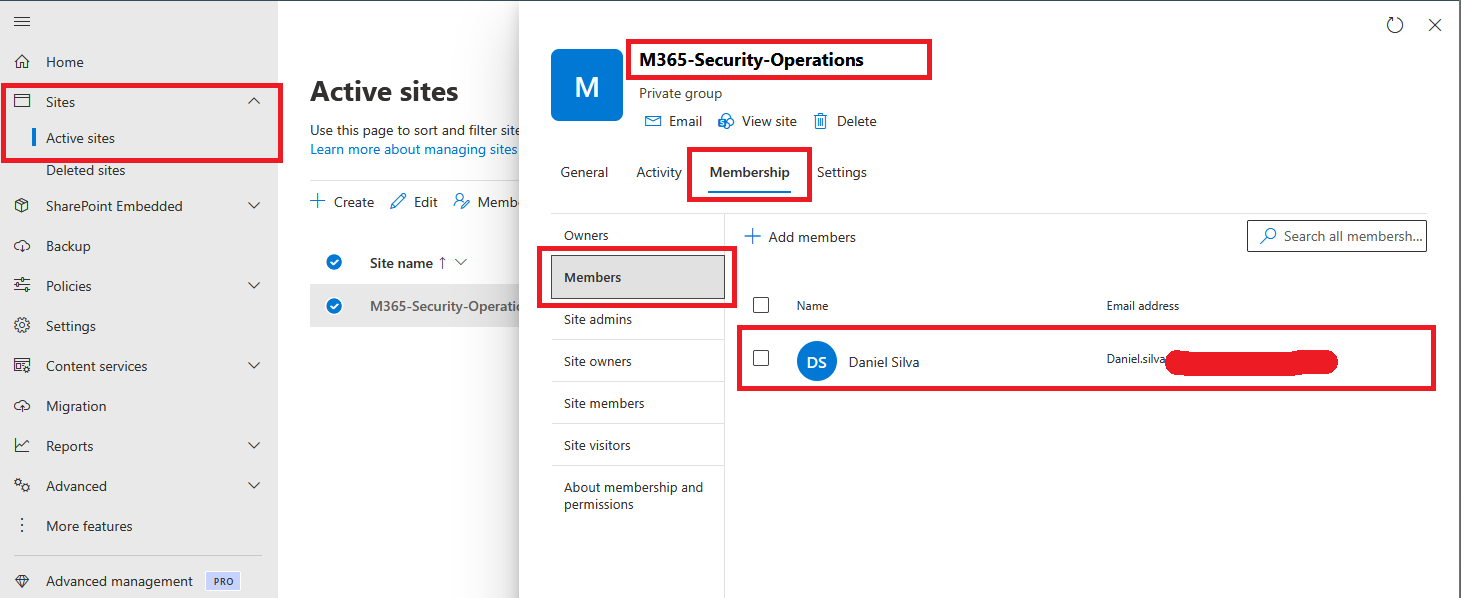 Home
Sites
Active sites
Deleted sites
SharePoint Embedded
Backup
Policies
Settings
Content services
Migration
Reports
Advanced
More features
Advanced management PRO
Active sites
Use this page to sort and filter site
Learn more about managing sites
Create Edit Membe
Site name ↑
M365-Security-Operatio
M
M365-Security-Operations
Private group
Email View site Delete
General Activity Membership Settings
Owners
Members
Site admins
Site owners
Site members
Site visitors
About membership and
permissions
Add members
Search all membersh...
Name Email address
DS Daniel Silva Daniel.silva